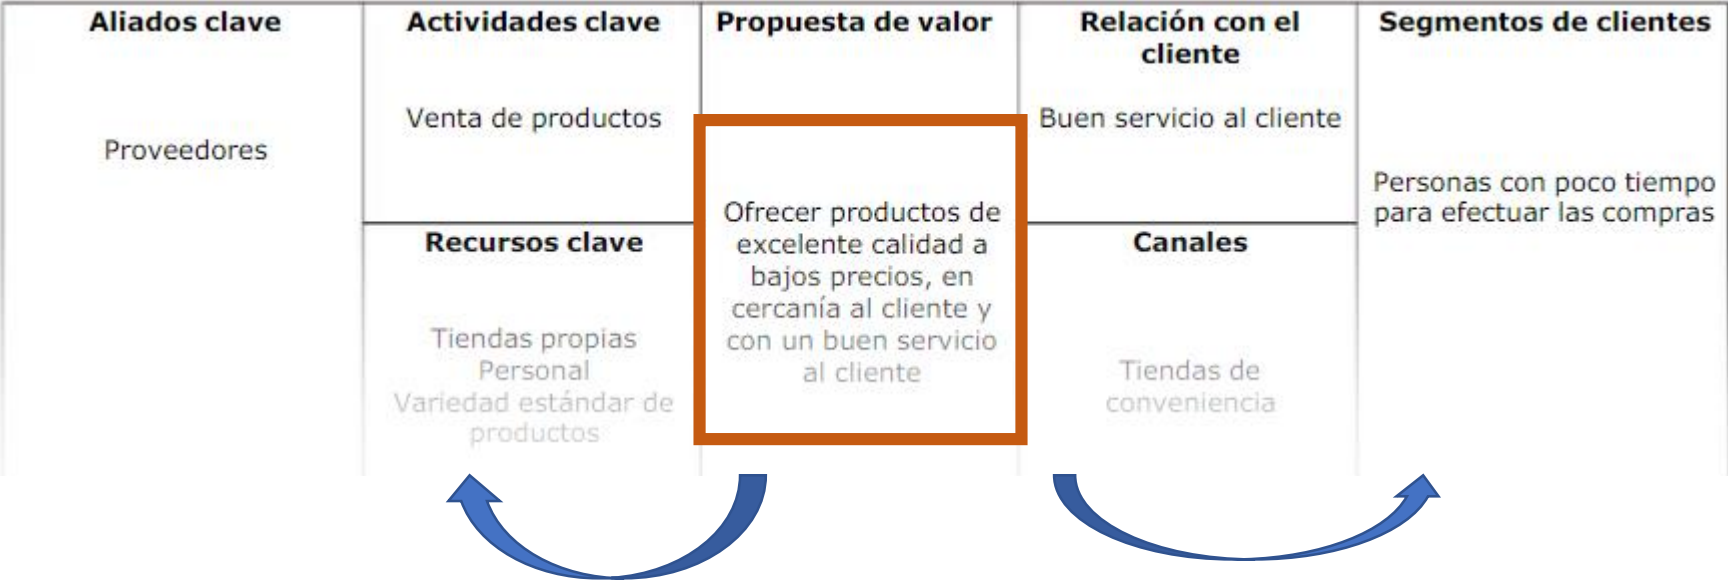 Aliados clave
Proveedores
Actividades clave
Venta de productos
Recursos clave
Tiendas propias
Personal
Variedad estándar de
productos
Propuesta de valor
Ofrecer productos de
excelente calidad a
bajos precios, en
cercanía al cliente y
con un buen servicio
al cliente
Relación con el
cliente
Buen servicio al cliente
Canales
Tiendas de
conveniencia
Segmentos de clientes
Personas con poco tiempo
para efectuar las compras